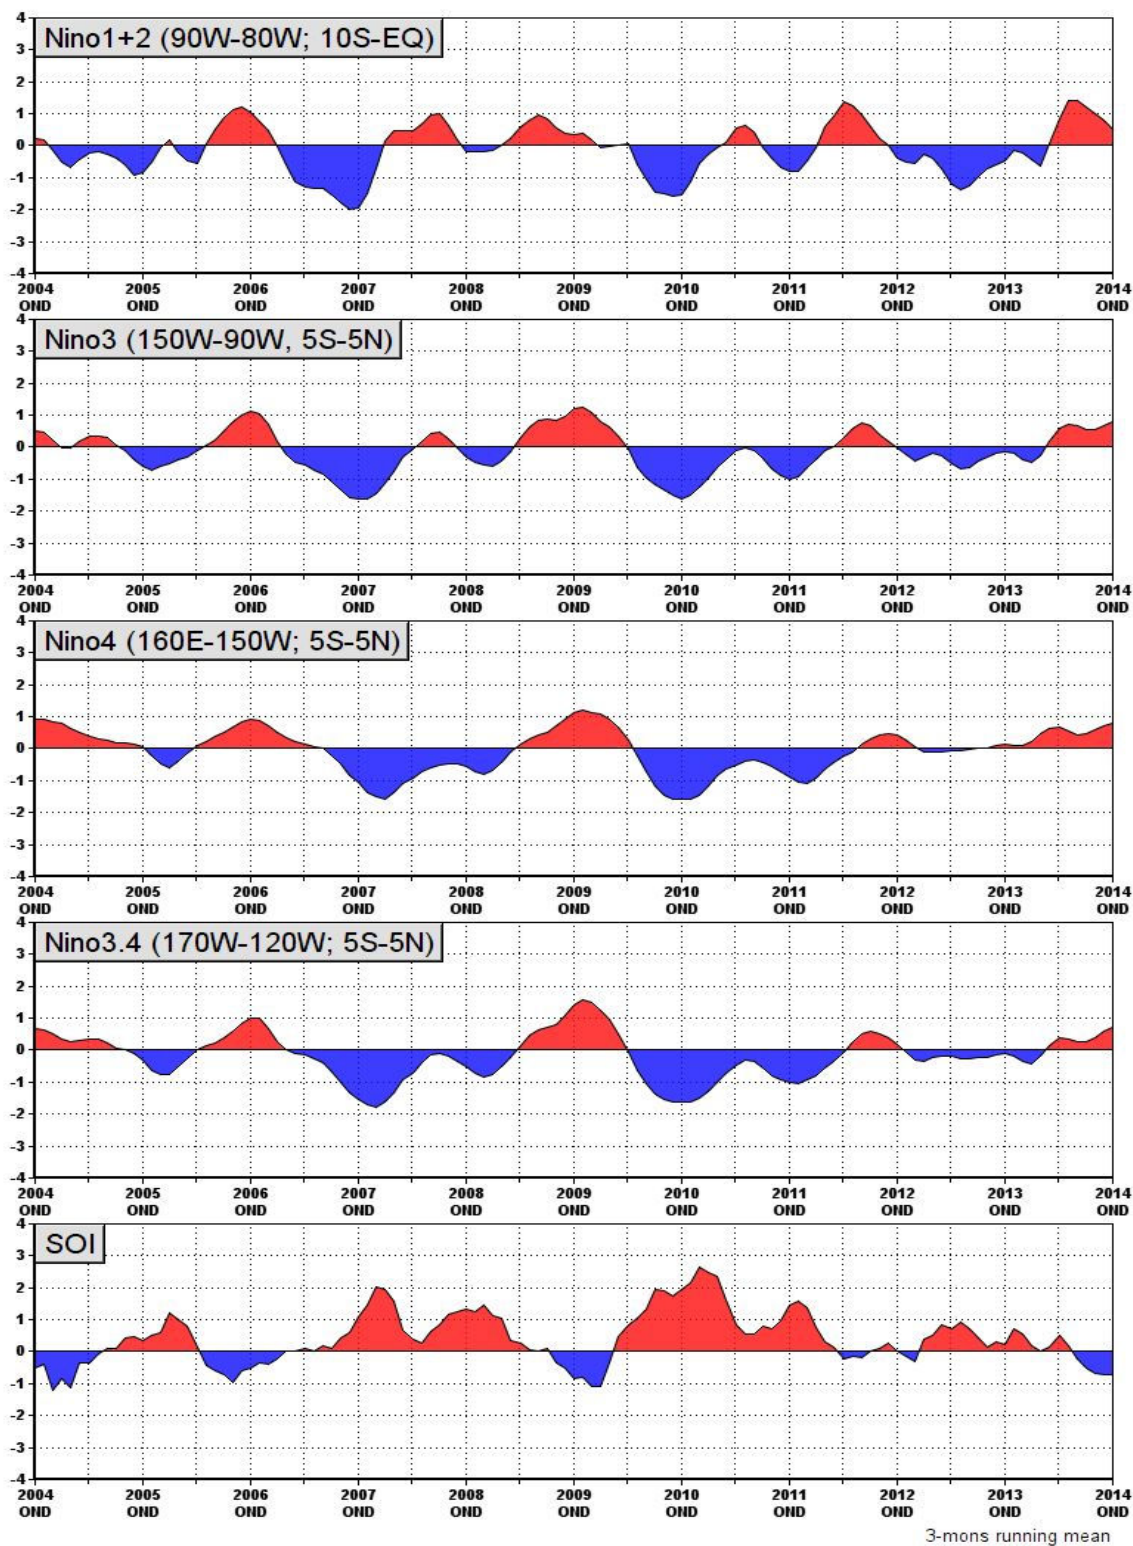 Nino1+2 (90W-80W; 10S-EQ)
4
3
2
1
0
-1
-2
-3
-4
2004 2005 2006 2007 2008 2009 2010 2011 2012 2013 2014
OND OND OND OND OND OND OND OND OND OND OND
Nino3 (150W-90W, 5S-5N)
4
3
2
1
0
-1
-2
-3
-4
2004 2005 2006 2007 2008 2009 2010 2011 2012 2013 2014
OND OND OND OND OND OND OND OND OND OND OND
Nino4 (160E-150W; 5S-5N)
4
3
2
1
0
-1
-2
-3
-4
2004 2005 2006 2007 2008 2009 2010 2011 2012 2013 2014
OND OND OND OND OND OND OND OND OND OND OND
Nino3.4 (170W-120W; 5S-5N)
4
3
2
1
0
-1
-2
-3
-4
2004 2005 2006 2007 2008 2009 2010 2011 2012 2013 2014
OND OND OND OND OND OND OND OND OND OND OND
SOI
4
3
2
1
0
-1
-2
-3
-4
2004 2005 2006 2007 2008 2009 2010 2011 2012 2013 2014
OND OND OND OND OND OND OND OND OND OND OND
3-mons running mean